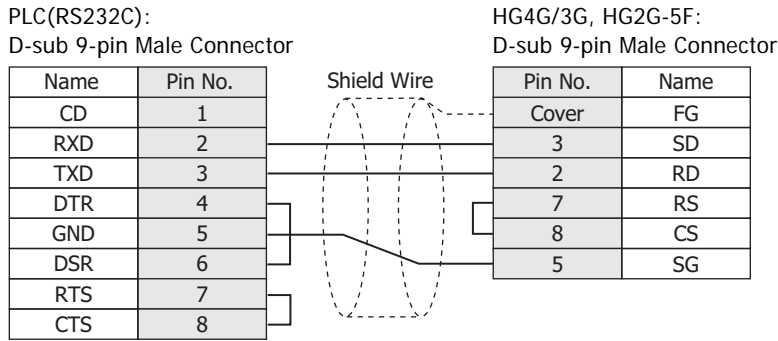 PLC(RS232C):
D-sub 9-pin Male Connector
HG4G/3G, HG2G-5F:
D-sub 9-pin Male Connector
Name Pin No. Shield Wire Pin No. Name
CD 1 Cover FG
RXD 2 3 SD
TXD 3 2 RD
DTR 4 7 RS
GND 5 8 CS
DSR 6 5 SG
RTS 7
CTS 8